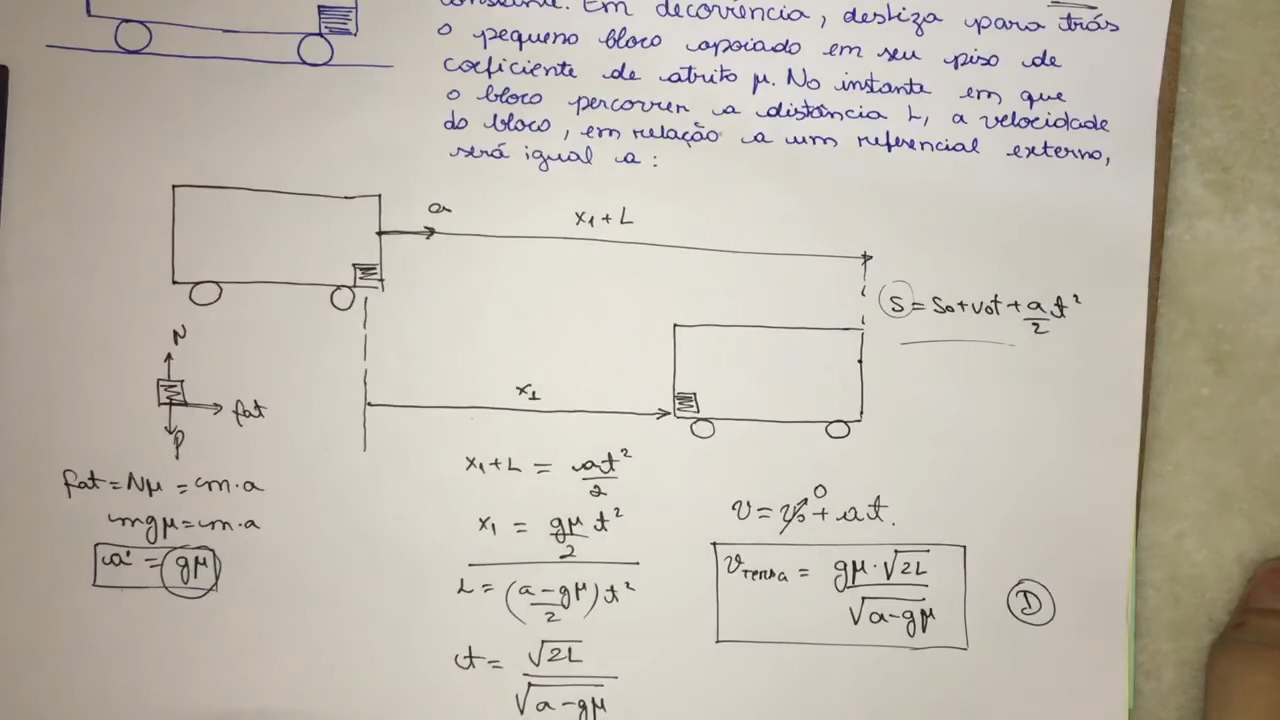 constante. Em decorrência, desliza para trás
o pequeno bloco apoiado em seu piso de
coeficiente de atrito μ. No instante em que
o bloco percorrer a distância L, a velocidade
do bloco, em relação a um referencial externo,
será igual a:
a
x₁ + L
S = S₀ + v₀t + a/2 t²
N
fat
P
x₁
fat = Nμ = m·a
mgμ = m·a
a' = gμ
x₁ + L = at²/2
x₁ = gμ/2 t²
L = (a - gμ/2) t²
t = √2L/√a - gμ
v = v₀ + at.
0
v terra = gμ·√2L/√a - gμ
D